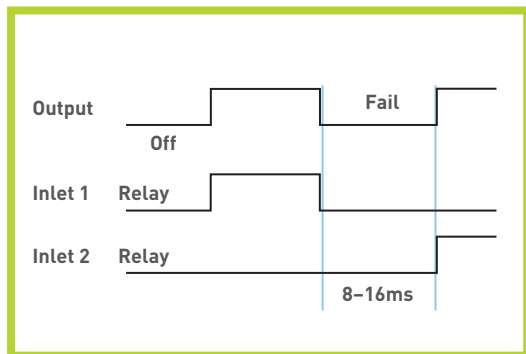 Output
Fail
Off
Inlet 1 Relay
Inlet 2 Relay
8–16ms